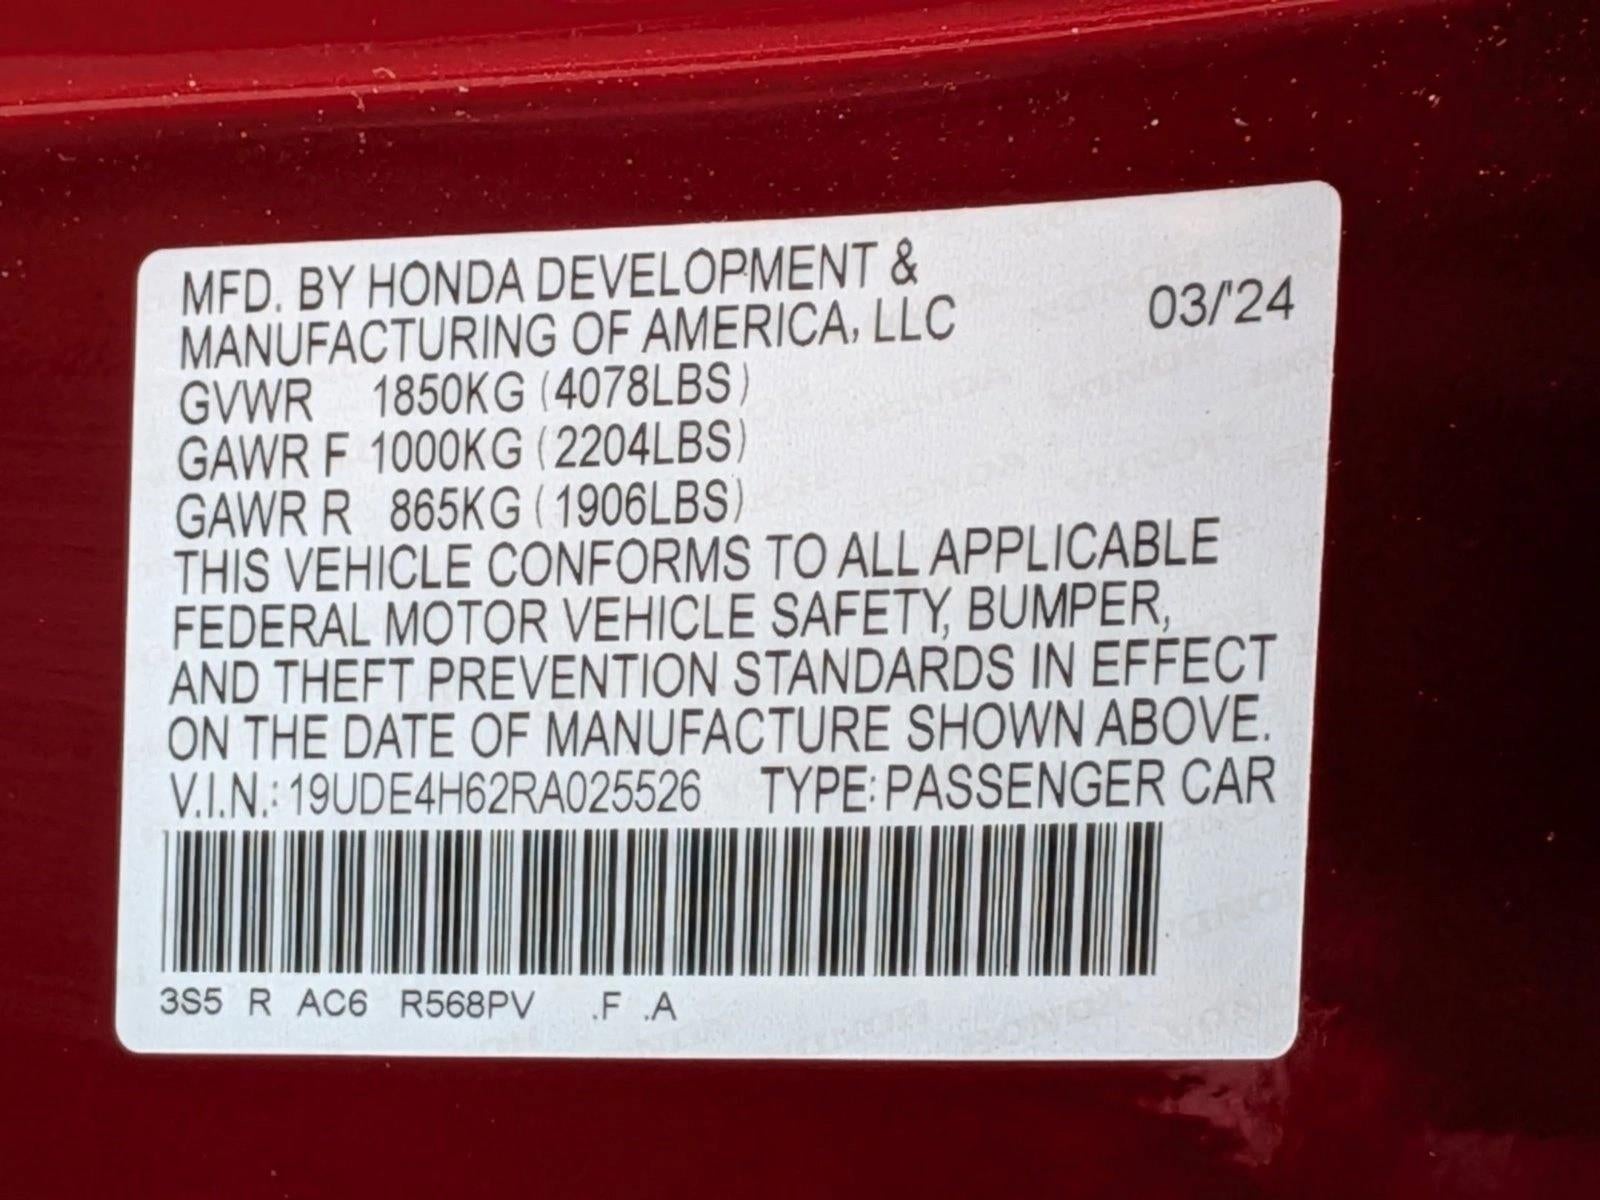 MFD. BY HONDA DEVELOPMENT &
MANUFACTURING OF AMERICA, LLC 03/'24
GVWR 1850KG (4078LBS)
GAWR F 1000KG (2204LBS)
GAWR R 865KG (1906LBS)
THIS VEHICLE CONFORMS TO ALL APPLICABLE
FEDERAL MOTOR VEHICLE SAFETY, BUMPER,
AND THEFT PREVENTION STANDARDS IN EFFECT
ON THE DATE OF MANUFACTURE SHOWN ABOVE.
V.I.N.: 19UDE4H62RA025526 TYPE: PASSENGER CAR
3S5 R AC6 R568PV .F .A